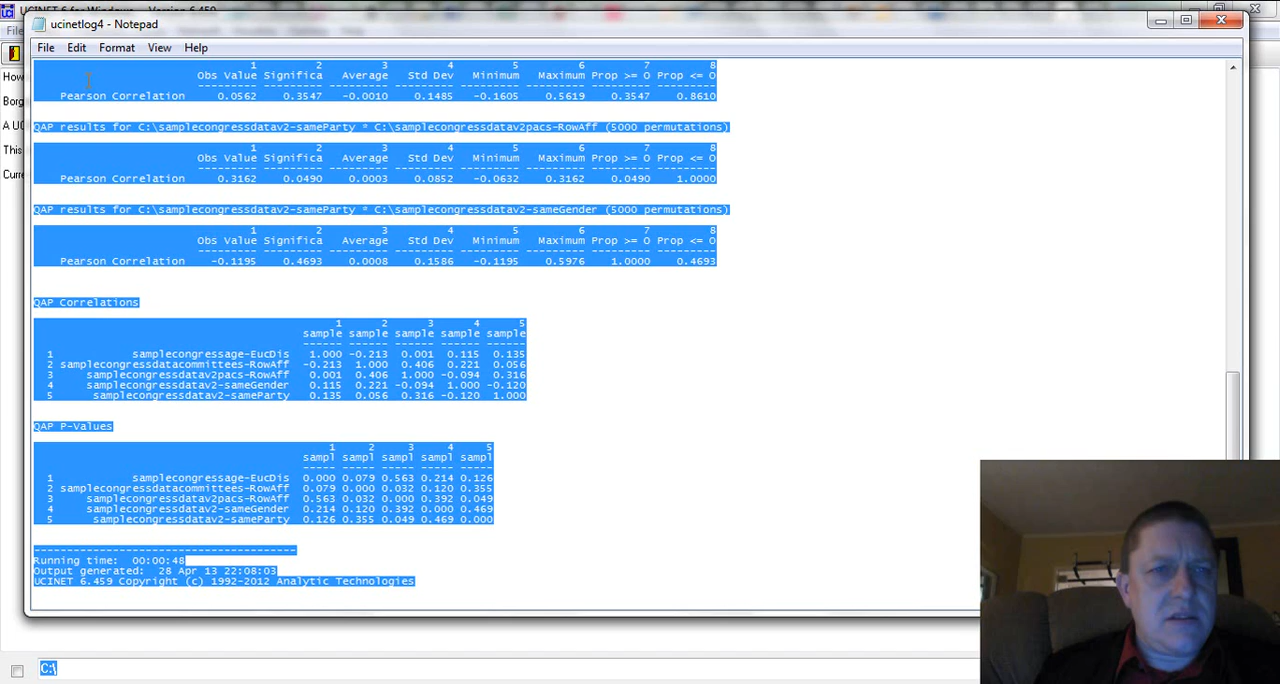 UCINET 6 for Windows -- Version 6.459
ucinetlog4 - Notepad
File Edit Format View Help
1 2 3 4 5 6 7 8
Obs Value Significa Average Std Dev Minimum Maximum Prop >= O Prop <= O
--------- --------- --------- --------- --------- --------- --------- ---------
Pearson Correlation 0.0562 0.3547 -0.0010 0.1485 -0.1605 0.5619 0.3547 0.8610
QAP results for C:\samplecongressdatav2-sameParty * C:\samplecongressdatav2pacs-RowAff (5000 permutations)
1 2 3 4 5 6 7 8
Obs Value Significa Average Std Dev Minimum Maximum Prop >= O Prop <= O
--------- --------- --------- --------- --------- --------- --------- ---------
Pearson Correlation 0.3162 0.0490 0.0003 0.0852 -0.0632 0.3162 0.0490 1.0000
QAP results for C:\samplecongressdatav2-sameParty * C:\samplecongressdatav2-sameGender (5000 permutations)
1 2 3 4 5 6 7 8
Obs Value Significa Average Std Dev Minimum Maximum Prop >= O Prop <= O
--------- --------- --------- --------- --------- --------- --------- ---------
Pearson Correlation -0.1195 0.4693 0.0008 0.1586 -0.1195 0.5976 1.0000 0.4693
QAP Correlations
1 2 3 4 5
sample sample sample sample sample
------ ------ ------ ------ ------
1 samplecongressage-EucDis 1.000 -0.213 0.001 0.115 0.135
2 samplecongressdatacommittees-RowAff -0.213 1.000 0.406 0.221 0.056
3 samplecongressdatav2pacs-RowAff 0.001 0.406 1.000 -0.094 0.316
4 samplecongressdatav2-sameGender 0.115 0.221 -0.094 1.000 -0.120
5 samplecongressdatav2-sameParty 0.135 0.056 0.316 -0.120 1.000
QAP P-Values
1 2 3 4 5
sampl sampl sampl sampl sampl
----- ----- ----- ----- -----
1 samplecongressage-EucDis 0.000 0.079 0.563 0.214 0.126
2 samplecongressdatacommittees-RowAff 0.079 0.000 0.032 0.120 0.355
3 samplecongressdatav2pacs-RowAff 0.563 0.032 0.000 0.392 0.049
4 samplecongressdatav2-sameGender 0.214 0.120 0.392 0.000 0.469
5 samplecongressdatav2-sameParty 0.126 0.355 0.049 0.469 0.000
----------------------------------------
Running time: 00:00:48
Output generated: 28 Apr 13 22:08:03
UCINET 6.459 Copyright (c) 1992-2012 Analytic Technologies
How
Borg
A UC
This
Curre
C:\